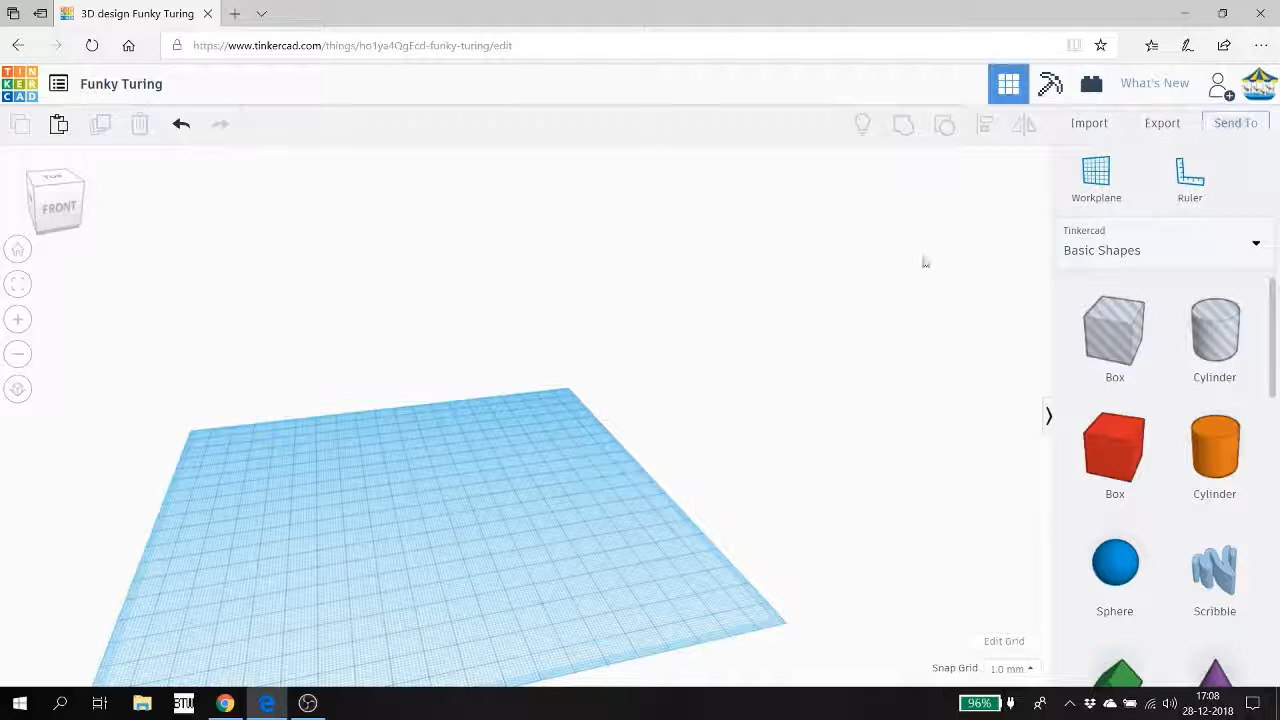 3D design Funky Turing
https://www.tinkercad.com/things/ho1ya4QgEcd-funky-turing/edit
TIN
KER
CAD
Funky Turing
What's New
Import
Export
Send To
TOP
FRONT
Workplane
Ruler
Tinkercad
Basic Shapes
Box
Cylinder
Box
Cylinder
Sphere
Scribble
Edit Grid
Snap Grid
1.0 mm
BTW
96%
17:08
28-12-2018